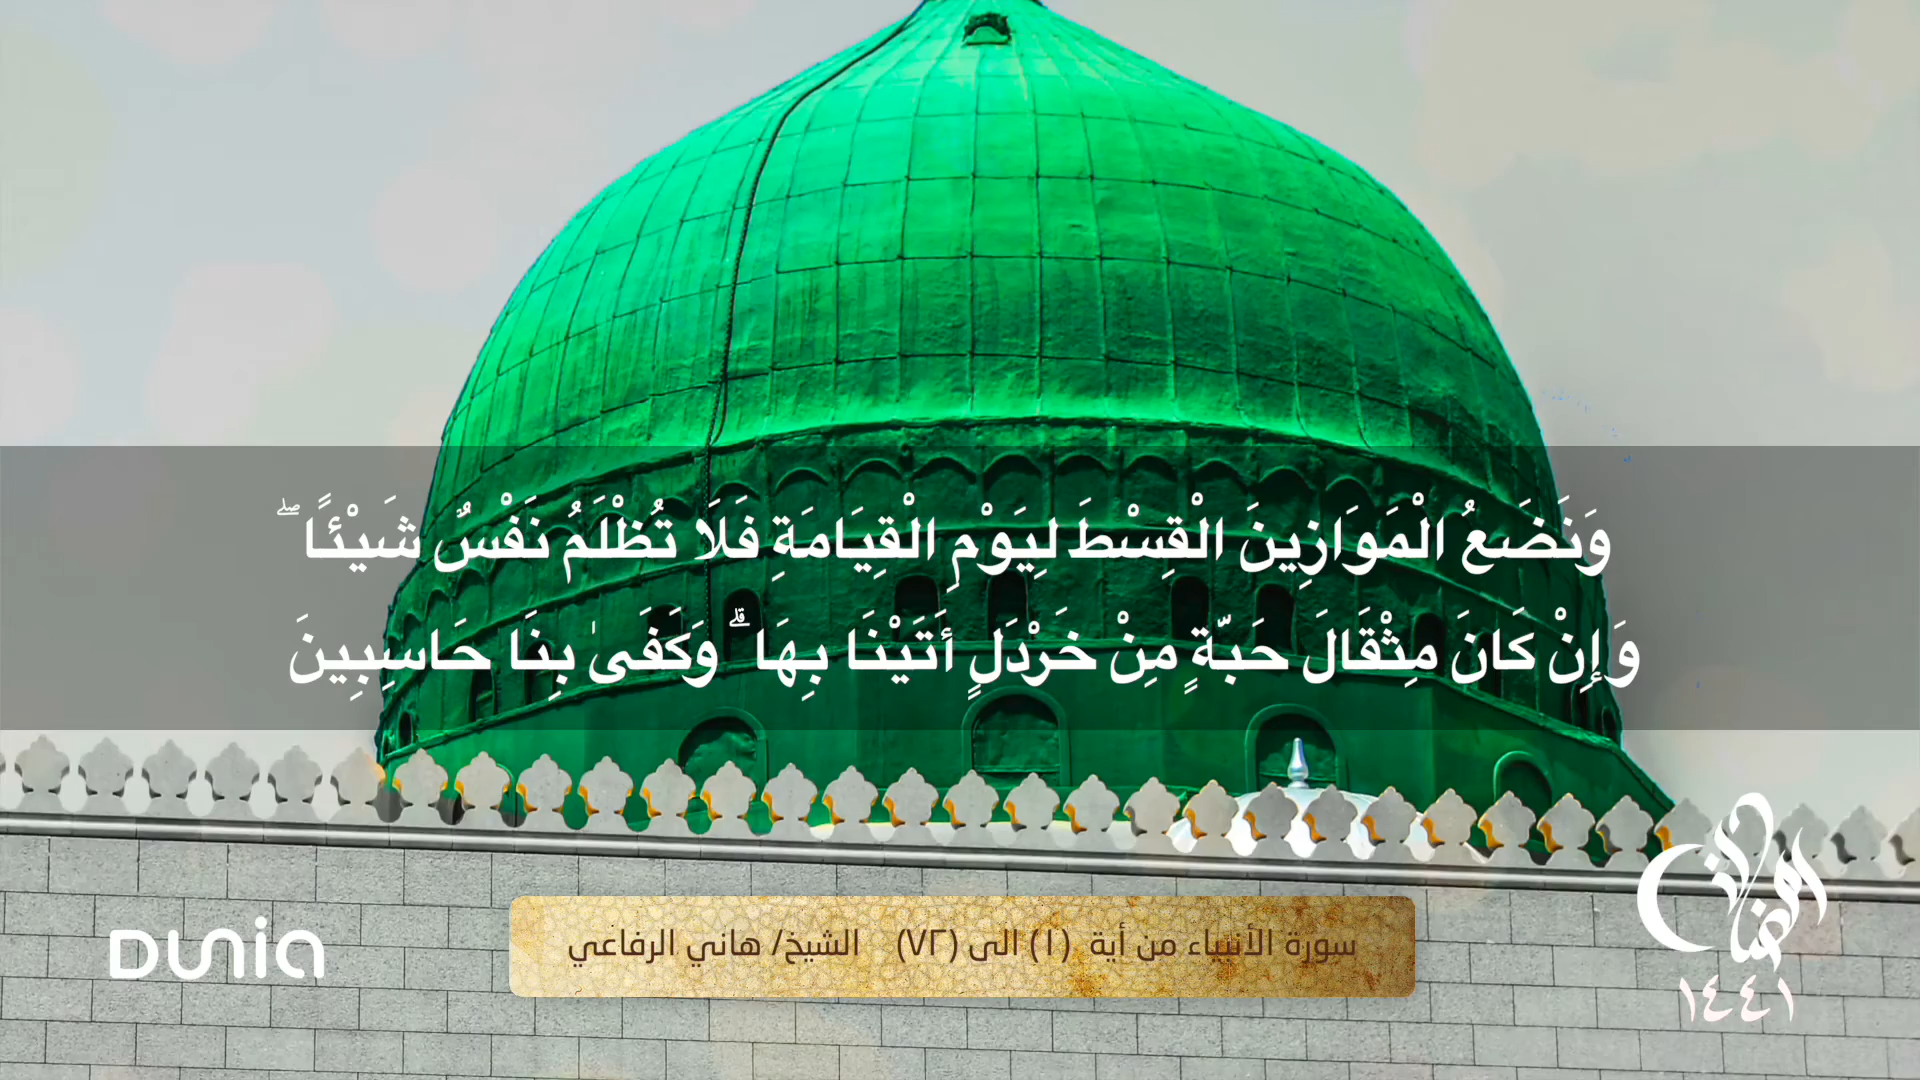 وَنَضَعُ الْمَوَازِينَ الْقِسْطَ لِيَوْمِ الْقِيَامَةِ فَلَا تُظْلَمُ نَفْسٌ شَيْئًا ۖ
وَإِنْ كَانَ مِثْقَالَ حَبّةٍ مِنْ خَرْدَلٍ أَتَيْنَا بِهَا ۗ وَكَفَىٰ بِنَا حَاسِبِينَ
سورة الأنبياء من أية (١) الى (٧٢) الشيخ/ هاني الرفاعي
DUNIA
رمضان
١٤٤١